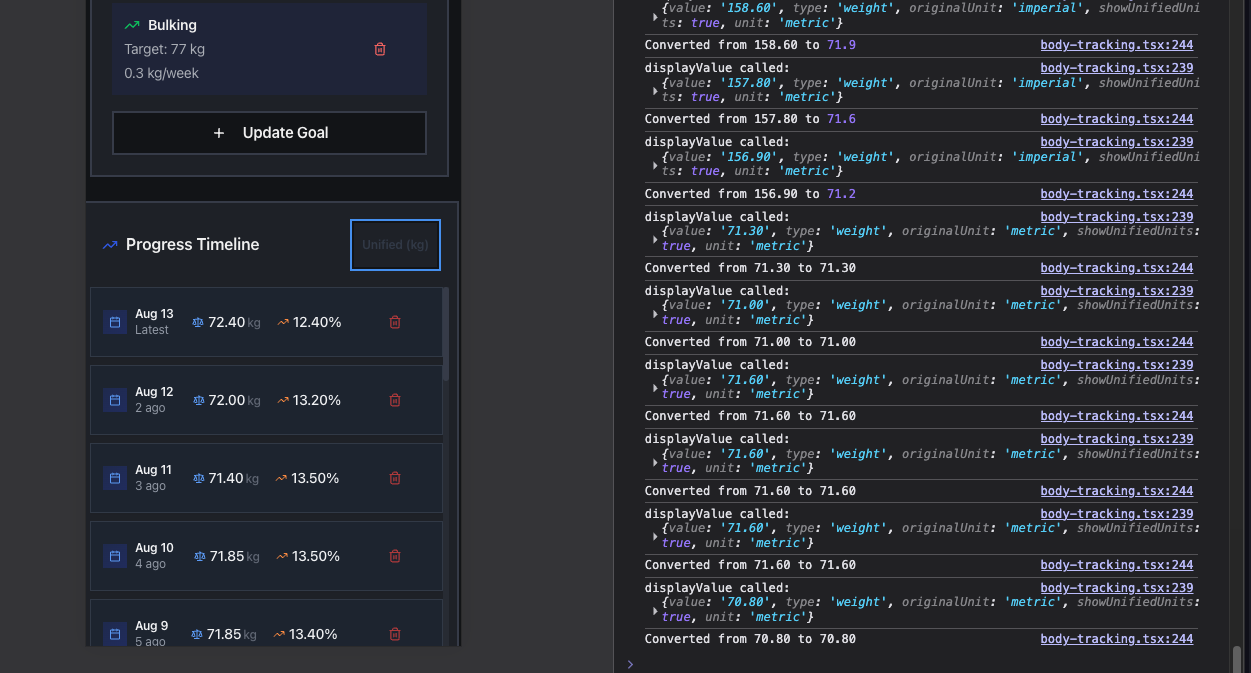 Bulking
Target: 77 kg
0.3 kg/week
+ Update Goal
Progress Timeline
Unified (kg)
Aug 13
Latest
72.40 kg
12.40%
Aug 12
2 ago
72.00 kg
13.20%
Aug 11
3 ago
71.40 kg
13.50%
Aug 10
4 ago
71.85 kg
13.50%
Aug 9
5 ago
71.85 kg
13.40%
{value: '158.60', type: 'weight', originalUnit: 'imperial', showUnifiedUni
ts: true, unit: 'metric'}
Converted from 158.60 to 71.9 body-tracking.tsx:244
displayValue called: body-tracking.tsx:239
{value: '157.80', type: 'weight', originalUnit: 'imperial', showUnifiedUni
ts: true, unit: 'metric'}
Converted from 157.80 to 71.6 body-tracking.tsx:244
displayValue called: body-tracking.tsx:239
{value: '156.90', type: 'weight', originalUnit: 'imperial', showUnifiedUni
ts: true, unit: 'metric'}
Converted from 156.90 to 71.2 body-tracking.tsx:244
displayValue called: body-tracking.tsx:239
{value: '71.30', type: 'weight', originalUnit: 'metric', showUnifiedUnits:
true, unit: 'metric'}
Converted from 71.30 to 71.30 body-tracking.tsx:244
displayValue called: body-tracking.tsx:239
{value: '71.00', type: 'weight', originalUnit: 'metric', showUnifiedUnits:
true, unit: 'metric'}
Converted from 71.00 to 71.00 body-tracking.tsx:244
displayValue called: body-tracking.tsx:239
{value: '71.60', type: 'weight', originalUnit: 'metric', showUnifiedUnits:
true, unit: 'metric'}
Converted from 71.60 to 71.60 body-tracking.tsx:244
displayValue called: body-tracking.tsx:239
{value: '71.60', type: 'weight', originalUnit: 'metric', showUnifiedUnits:
true, unit: 'metric'}
Converted from 71.60 to 71.60 body-tracking.tsx:244
displayValue called: body-tracking.tsx:239
{value: '71.60', type: 'weight', originalUnit: 'metric', showUnifiedUnits:
true, unit: 'metric'}
Converted from 71.60 to 71.60 body-tracking.tsx:244
displayValue called: body-tracking.tsx:239
{value: '70.80', type: 'weight', originalUnit: 'metric', showUnifiedUnits:
true, unit: 'metric'}
Converted from 70.80 to 70.80 body-tracking.tsx:244